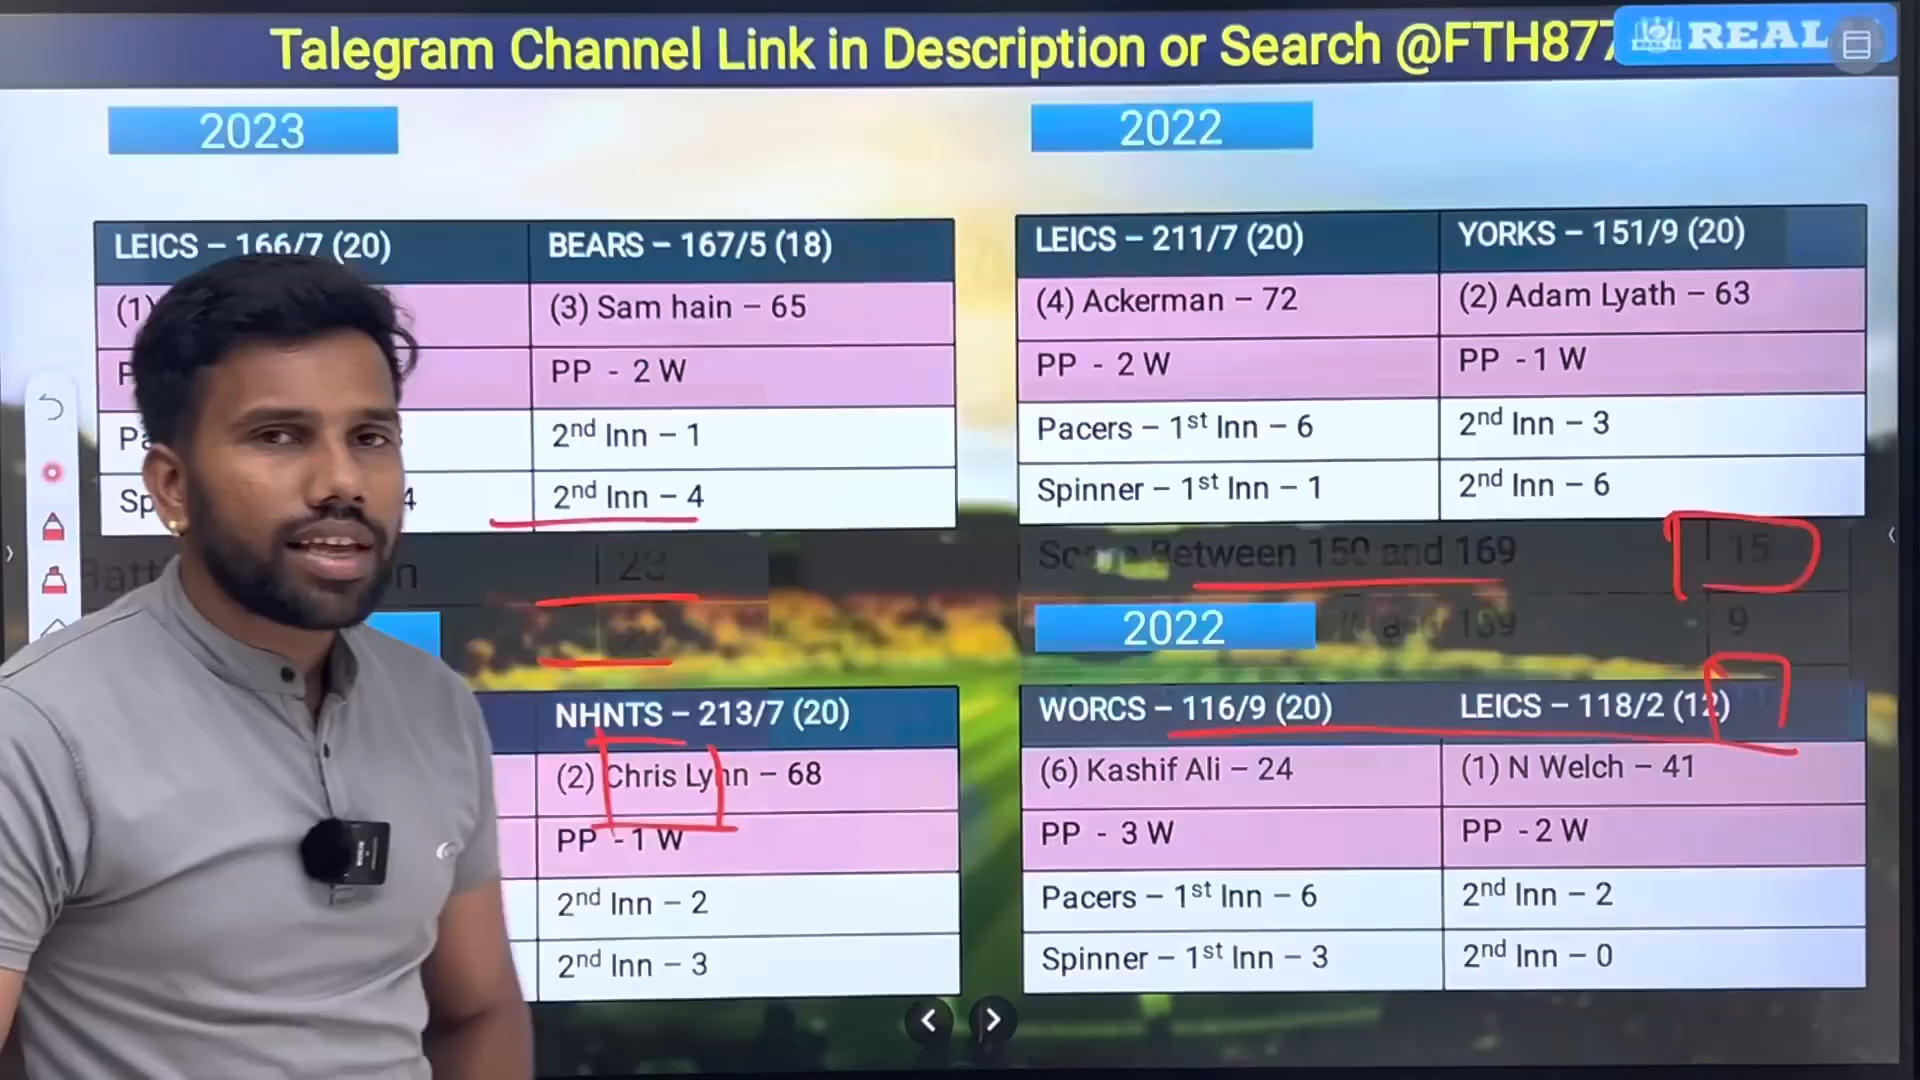 Talegram Channel Link in Description or Search @FTH877
REAL
2023
2022
LEICS – 166/7 (20)
BEARS – 167/5 (18)
(1)
(3) Sam hain – 65
PP - 2 W
2nd Inn – 1
4
2nd Inn – 4
LEICS – 211/7 (20)
YORKS – 151/9 (20)
(4) Ackerman – 72
(2) Adam Lyath – 63
PP - 2 W
PP - 1 W
Pacers – 1st Inn – 6
2nd Inn – 3
Spinner – 1st Inn – 1
2nd Inn – 6
Between 150 and 169
15
9
2022
NHNTS – 213/7 (20)
(2) Chris Lynn – 68
PP - 1 W
2nd Inn – 2
2nd Inn – 3
WORCS – 116/9 (20)
LEICS – 118/2 (12)
(6) Kashif Ali – 24
(1) N Welch – 41
PP - 3 W
PP - 2 W
Pacers – 1st Inn – 6
2nd Inn – 2
Spinner – 1st Inn – 3
2nd Inn – 0